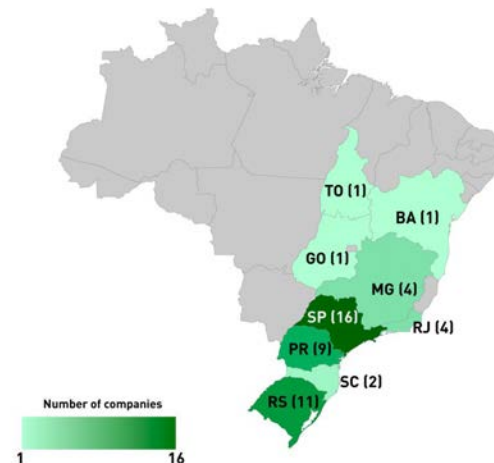 TO (1)
BA (1)
GO (1)
MG (4)
SP (16)
RJ (4)
PR (9)
SC (2)
RS (11)
Number of companies
1 16